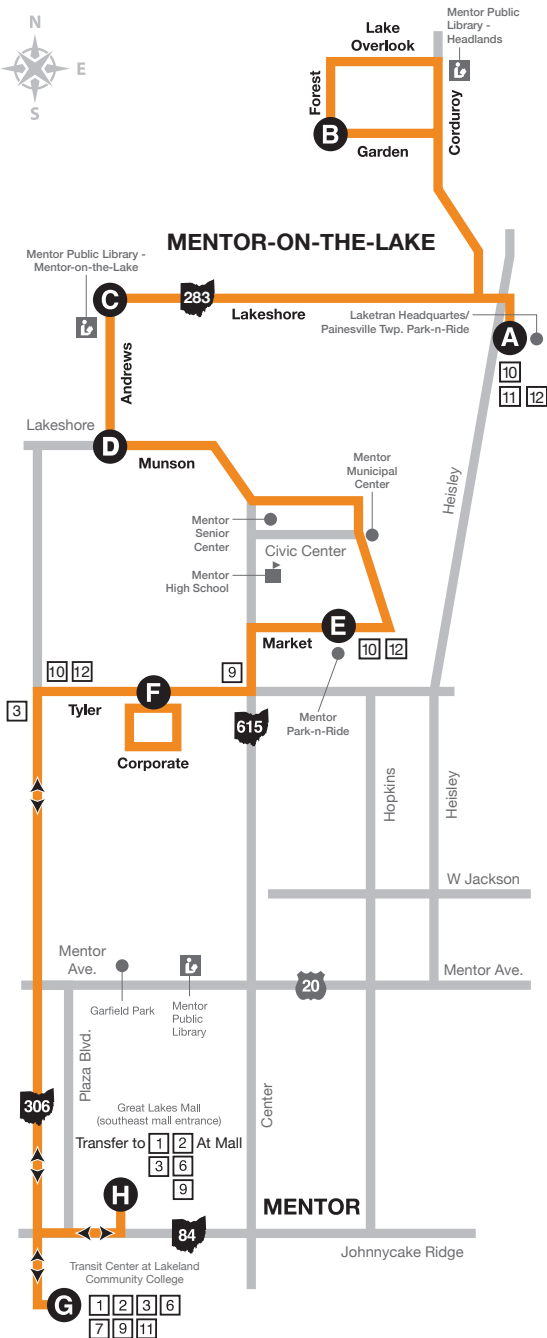 N
E
S
Lake
Overlook
Mentor Public
Library -
Headlands
Forest
Corduroy
B
Garden
MENTOR-ON-THE-LAKE
Mentor Public Library -
Mentor-on-the-Lake
C
283
Lakeshore
Laketran Headquartes/
Painesville Twp. Park-n-Ride
A
10
11 12
Andrews
Lakeshore
D
Munson
Heisley
Mentor
Municipal
Center
Mentor
Senior
Center
Civic Center
Mentor
High School
E
Market
10 12
10 12
9
3
F
Tyler
Mentor
Park-n-Ride
615
Corporate
Hopkins
Heisley
W Jackson
Mentor
Ave.
Mentor Ave.
20
Garfield Park
Mentor
Public
Library
Plaza Blvd.
306
Center
Great Lakes Mall
(southeast mall entrance)
Transfer to 1 2 At Mall
3 6
9
H
MENTOR
84
Johnnycake Ridge
Transit Center at Lakeland
Community College
G
1 2 3 6
7 9 11